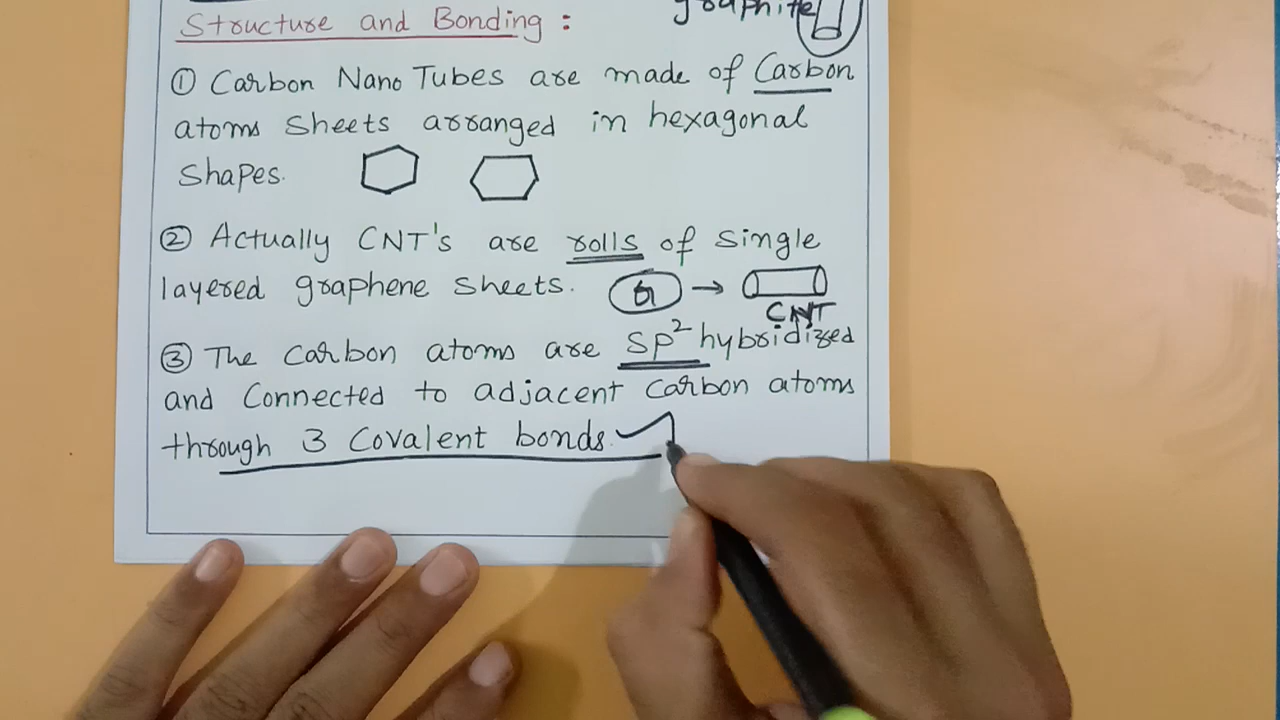 graphite
Structure and Bonding :
① Carbon Nano Tubes are made of Carbon
atoms sheets arranged in hexagonal
shapes.
② Actually CNT's are rolls of single
layered graphene sheets. G →
CNT
③ The Carbon atoms are SP² hybridized
and Connected to adjacent Carbon atoms
through 3 Covalent bonds.